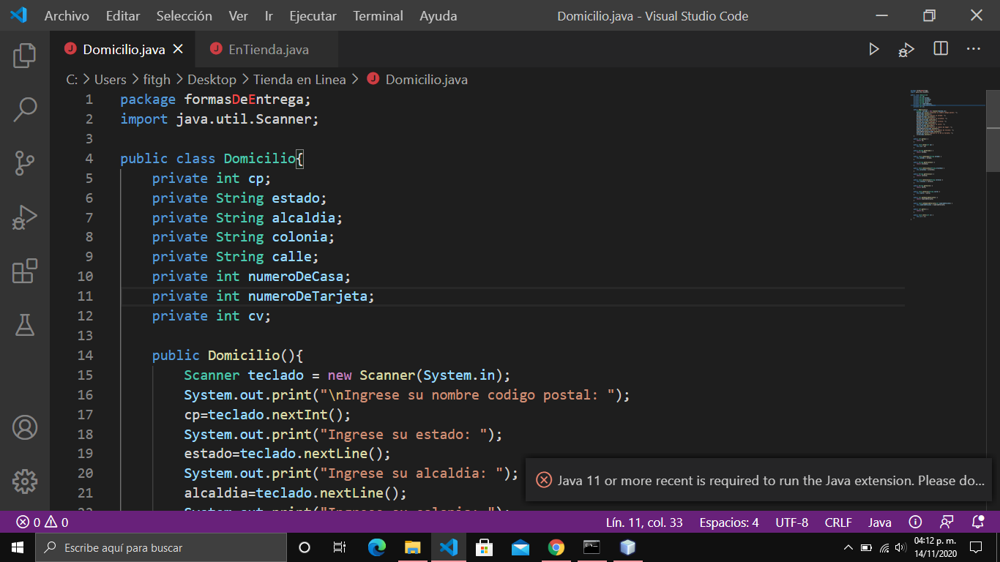 Archivo Editar Selección Ver Ir Ejecutar Terminal Ayuda Domicilio.java - Visual Studio Code
Domicilio.java EnTienda.java
C: > Users > fitgh > Desktop > Tienda en Linea > Domicilio.java
1 package formasDeEntrega;
2 import java.util.Scanner;
3
4 public class Domicilio{
5 private int cp;
6 private String estado;
7 private String alcaldia;
8 private String colonia;
9 private String calle;
10 private int numeroDeCasa;
11 private int numeroDeTarjeta;
12 private int cv;
13
14 public Domicilio(){
15 Scanner teclado = new Scanner(System.in);
16 System.out.print("\nIngrese su nombre codigo postal: ");
17 cp=teclado.nextInt();
18 System.out.print("Ingrese su estado: ");
19 estado=teclado.nextLine();
20 System.out.print("Ingrese su alcaldia: ");
21 alcaldia=teclado.nextLine();
22 System.out.print("Ingrese su colonia: ");
Java 11 or more recent is required to run the Java extension. Please do...
0 0 Lín. 11, col. 33 Espacios: 4 UTF-8 CRLF Java
Escribe aquí para buscar
04:12 p. m.
14/11/2020